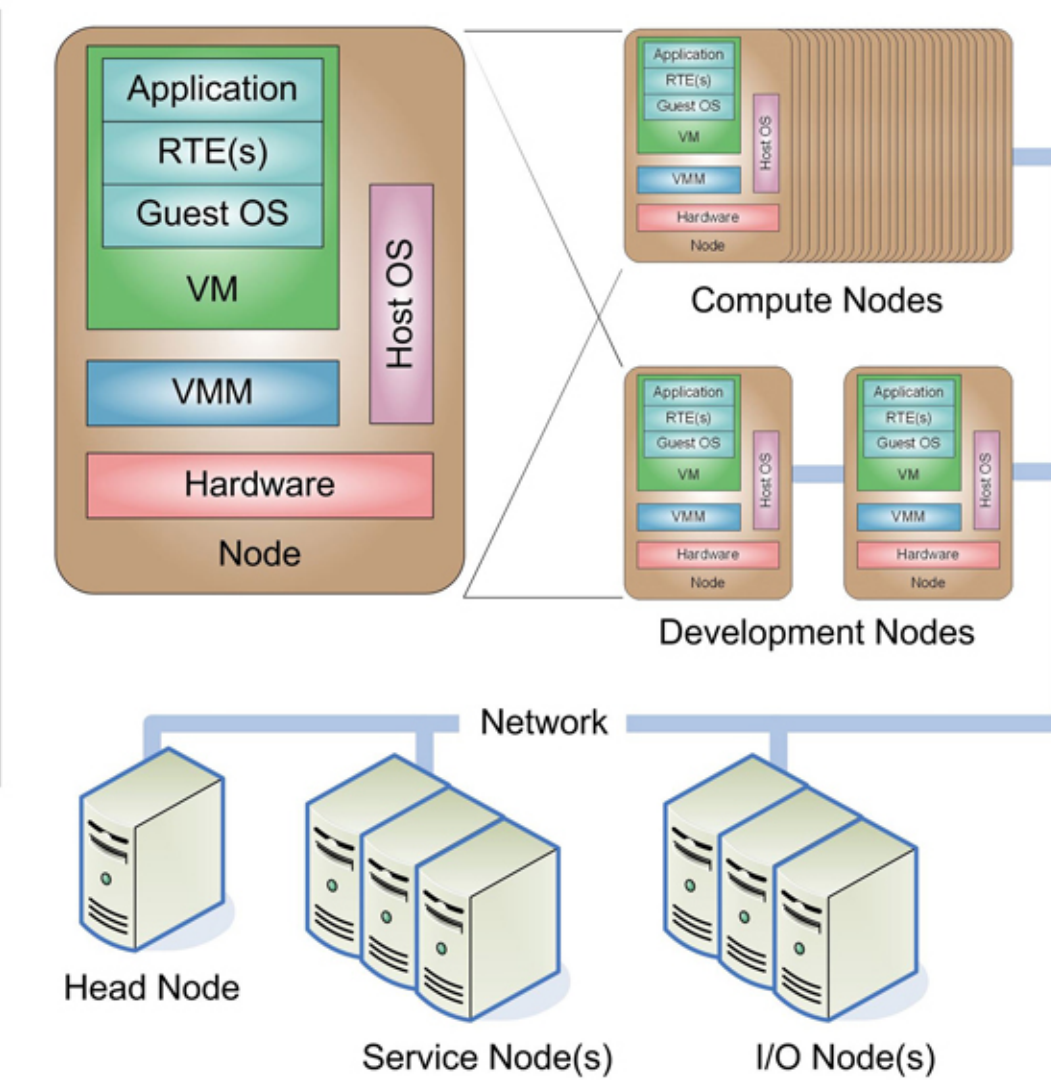 Application
RTE(s)
Guest OS
VM
Host OS
VMM
Hardware
Node
Application
RTE(s)
Guest OS
VM
Host OS
VMM
Hardware
Node
Compute Nodes
Application
RTE(s)
Guest OS
VM
Host OS
VMM
Hardware
Node
Application
RTE(s)
Guest OS
VM
Host OS
VMM
Hardware
Node
Development Nodes
Network
Head Node
Service Node(s)
I/O Node(s)